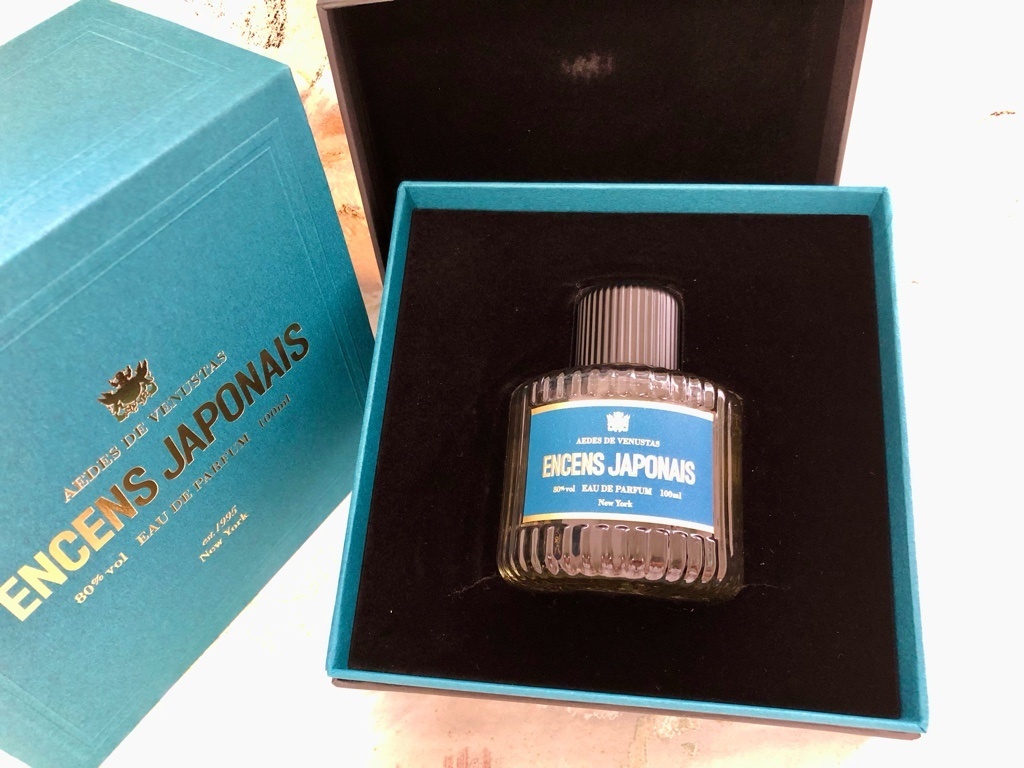 AEDES DE VENUSTAS
ENCENS JAPONAIS
80% vol EAU DE PARFUM 100ml
est. 1995
New York
AEDES DE VENUSTAS
ENCENS JAPONAIS
80% vol EAU DE PARFUM 100ml
New York